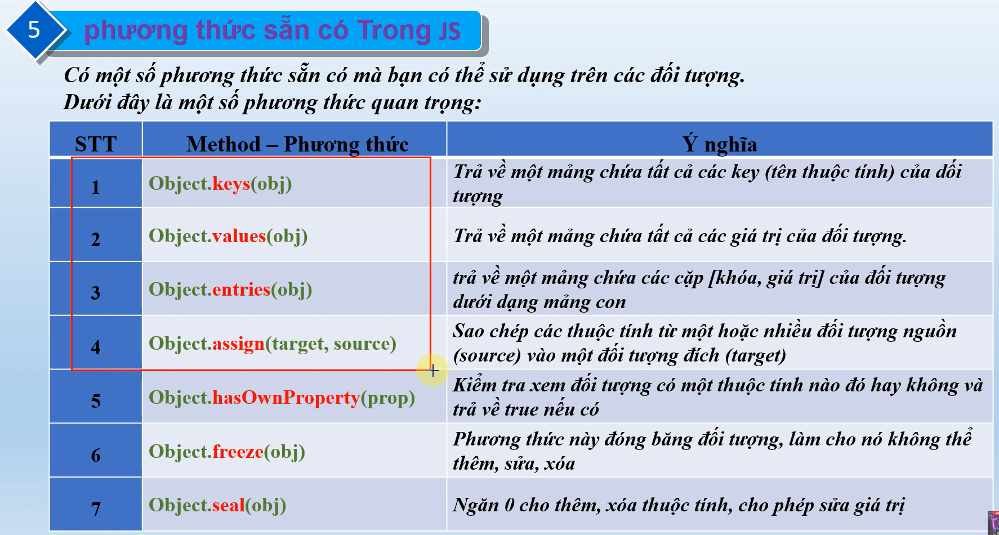 5
phương thức sẵn có Trong JS
Có một số phương thức sẵn có mà bạn có thể sử dụng trên các đối tượng.
Dưới đây là một số phương thức quan trọng:
STT Method – Phương thức Ý nghĩa
1 Object.keys(obj) Trả về một mảng chứa tất cả các key (tên thuộc tính) của đối
tượng
2 Object.values(obj) Trả về một mảng chứa tất cả các giá trị của đối tượng.
3 Object.entries(obj) trả về một mảng chứa các cặp [khóa, giá trị] của đối tượng
dưới dạng mảng con
4 Object.assign(target, source) Sao chép các thuộc tính từ một hoặc nhiều đối tượng nguồn
(source) vào một đối tượng đích (target)
5 Object.hasOwnProperty(prop) Kiểm tra xem đối tượng có một thuộc tính nào đó hay không và
trả về true nếu có
6 Object.freeze(obj) Phương thức này đóng băng đối tượng, làm cho nó không thể
thêm, sửa, xóa
7 Object.seal(obj) Ngăn 0 cho thêm, xóa thuộc tính, cho phép sửa giá trị